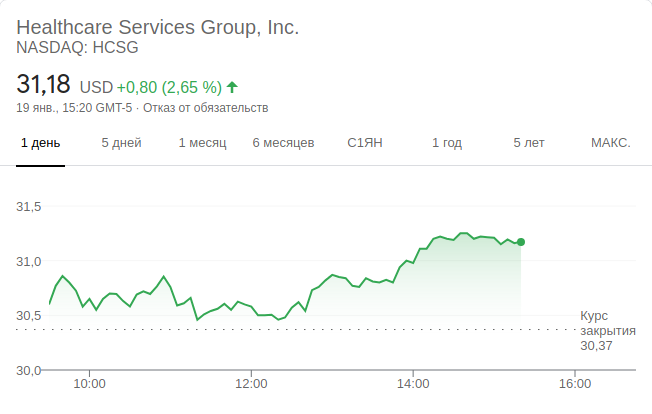 Healthcare Services Group, Inc.
NASDAQ: HCSG
31,18 USD +0,80 (2,65 %)
19 янв., 15:20 GMT-5 · Отказ от обязательств
1 день 5 дней 1 месяц 6 месяцев С1ЯН 1 год 5 лет МАКС.
31,5
31,0
30,5
Курс
закрытия
30,37
30,0
10:00 12:00 14:00 16:00